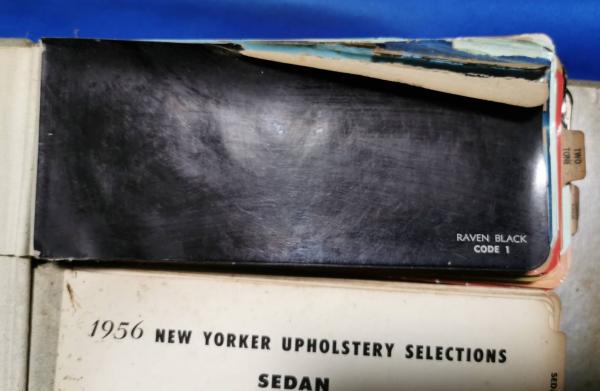 RAVEN BLACK
CODE 1
TWO
TONE
1956 NEW YORKER UPHOLSTERY SELECTIONS
SEDAN